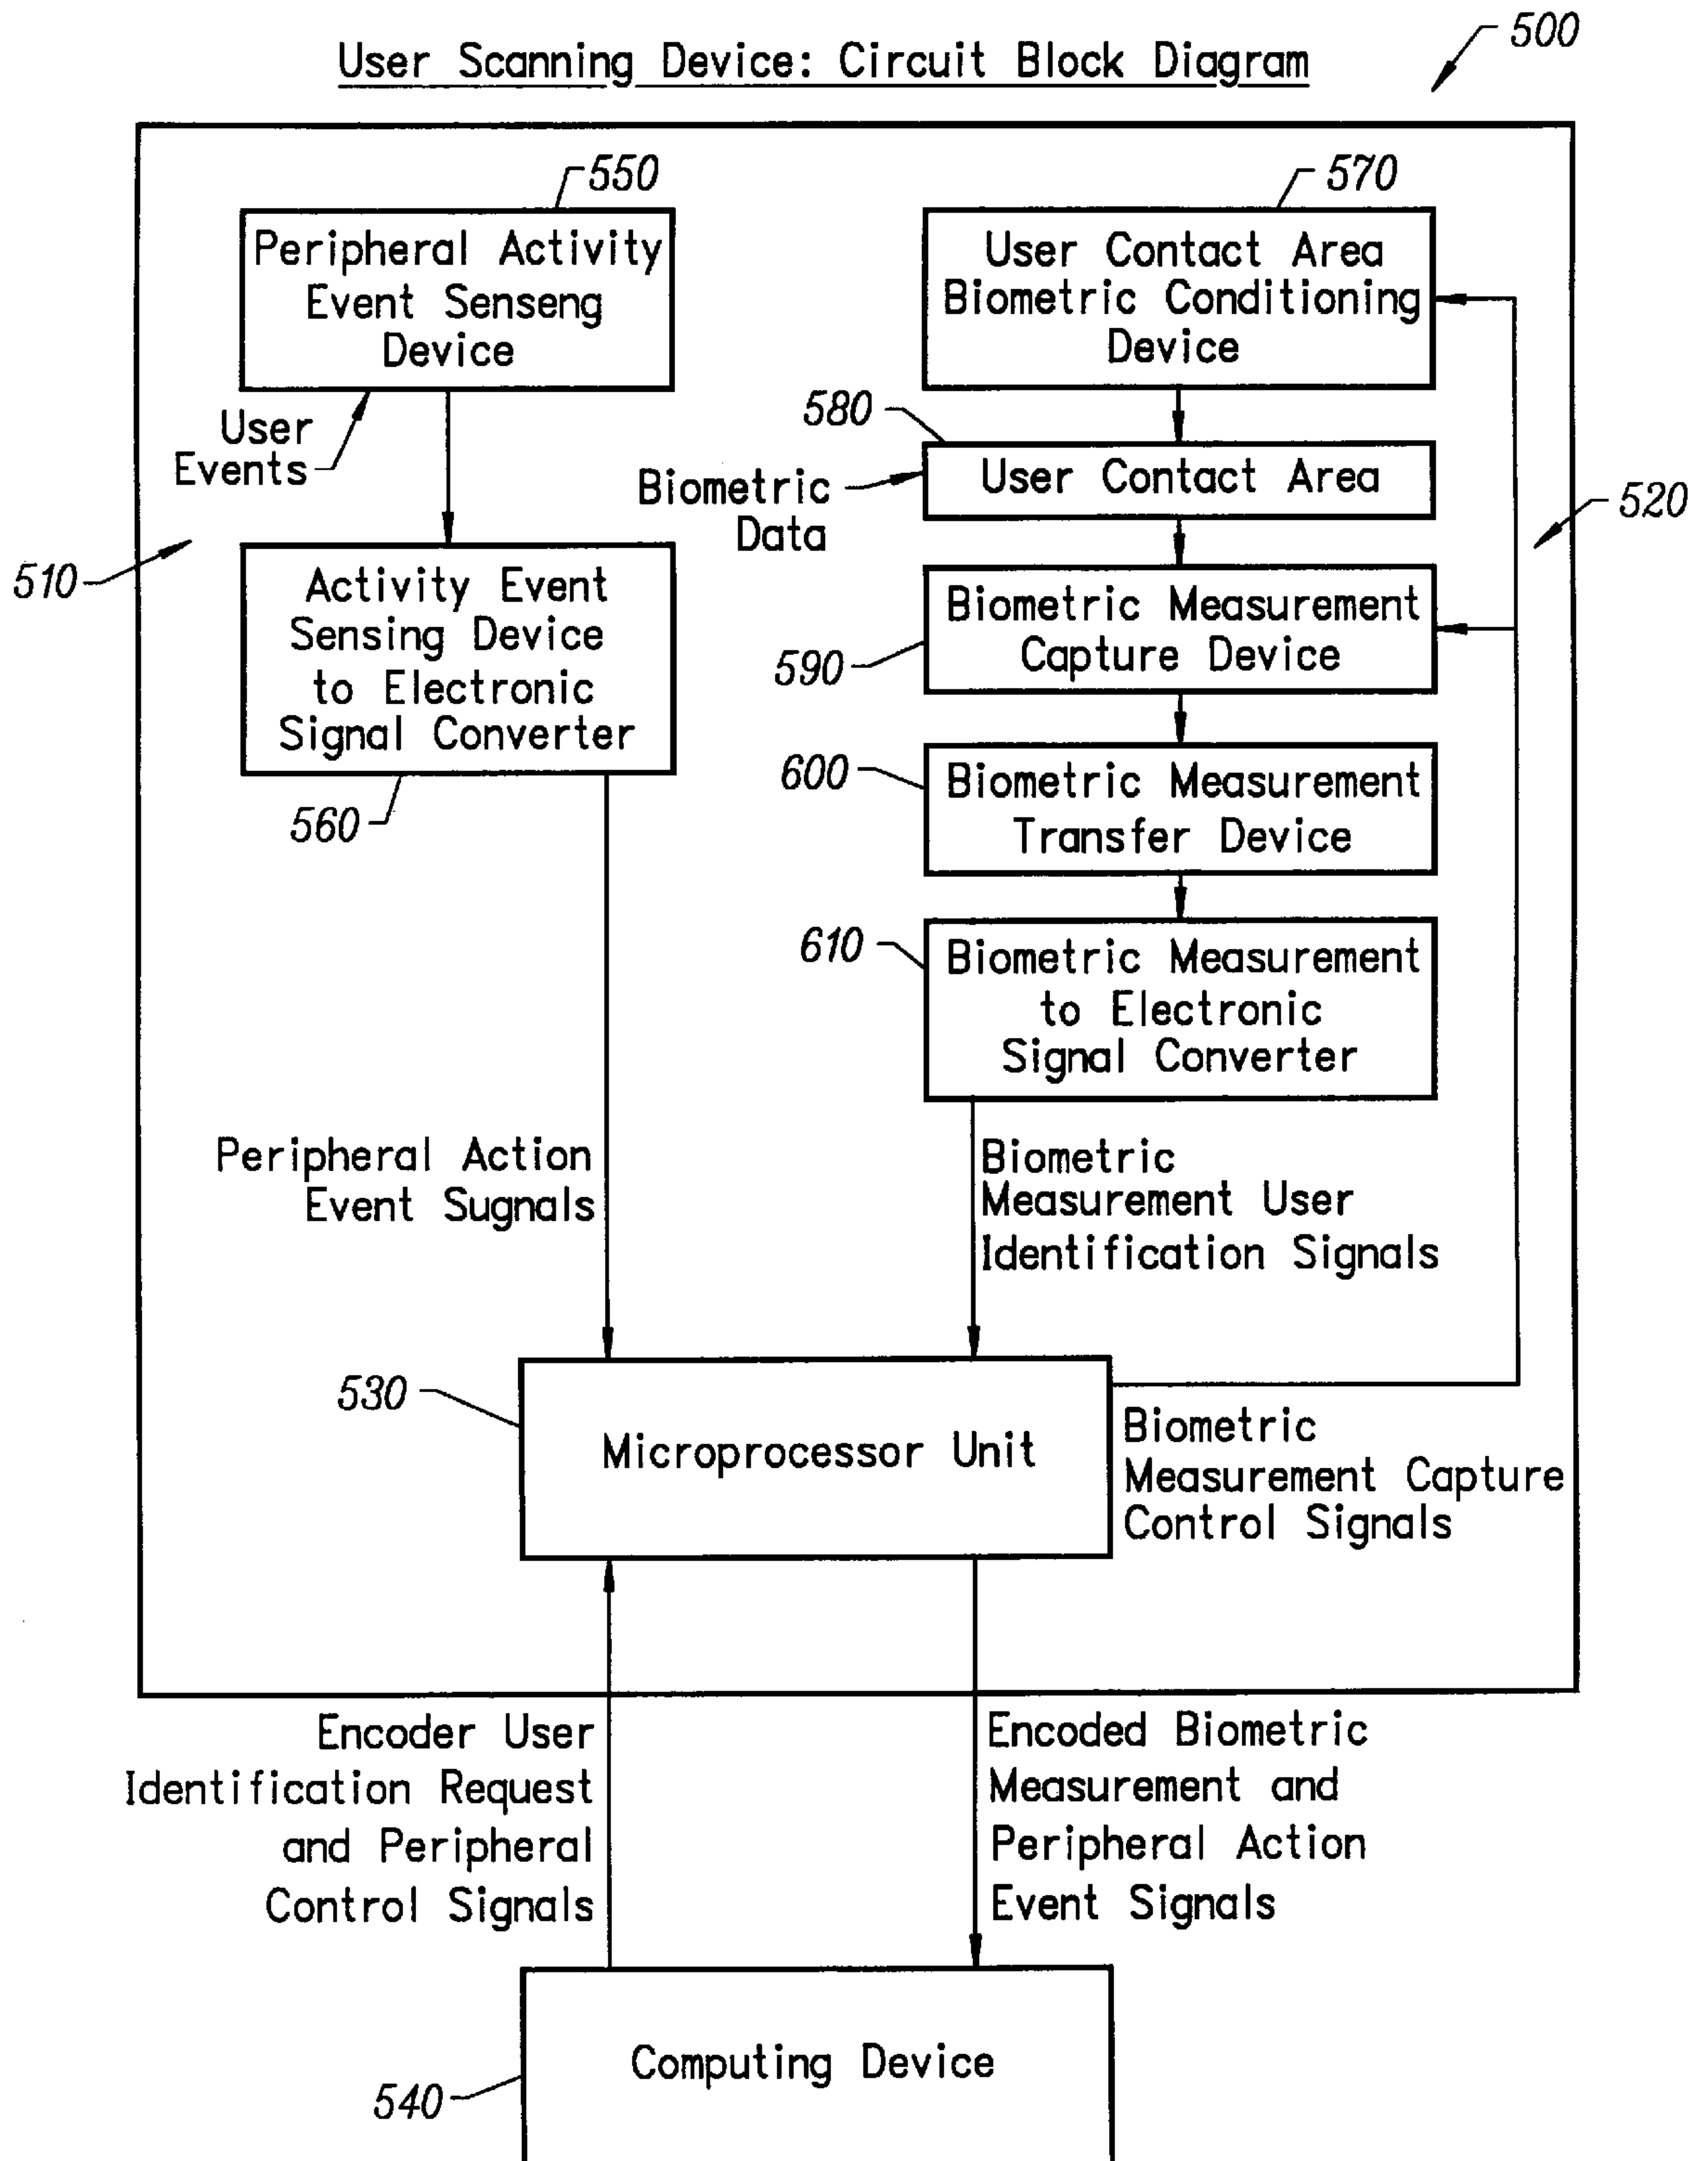 User Scanning Device: Circuit Block Diagram
500
550
Peripheral Activity
Event Senseng
Device
User
Events
510
Activity Event
Sensing Device
to Electronic
Signal Converter
560
570
User Contact Area
Biometric Conditioning
Device
580
User Contact Area
Biometric
Data
520
Biometric Measurement
Capture Device
590
600
Biometric Measurement
Transfer Device
610
Biometric Measurement
to Electronic
Signal Converter
Peripheral Action
Event Sugnals
Biometric
Measurement User
Identification Signals
530
Microprocessor Unit
Biometric
Measurement Capture
Control Signals
Encoder User
Identification Request
and Peripheral
Control Signals
Encoded Biometric
Measurement and
Peripheral Action
Event Signals
Computing Device
540